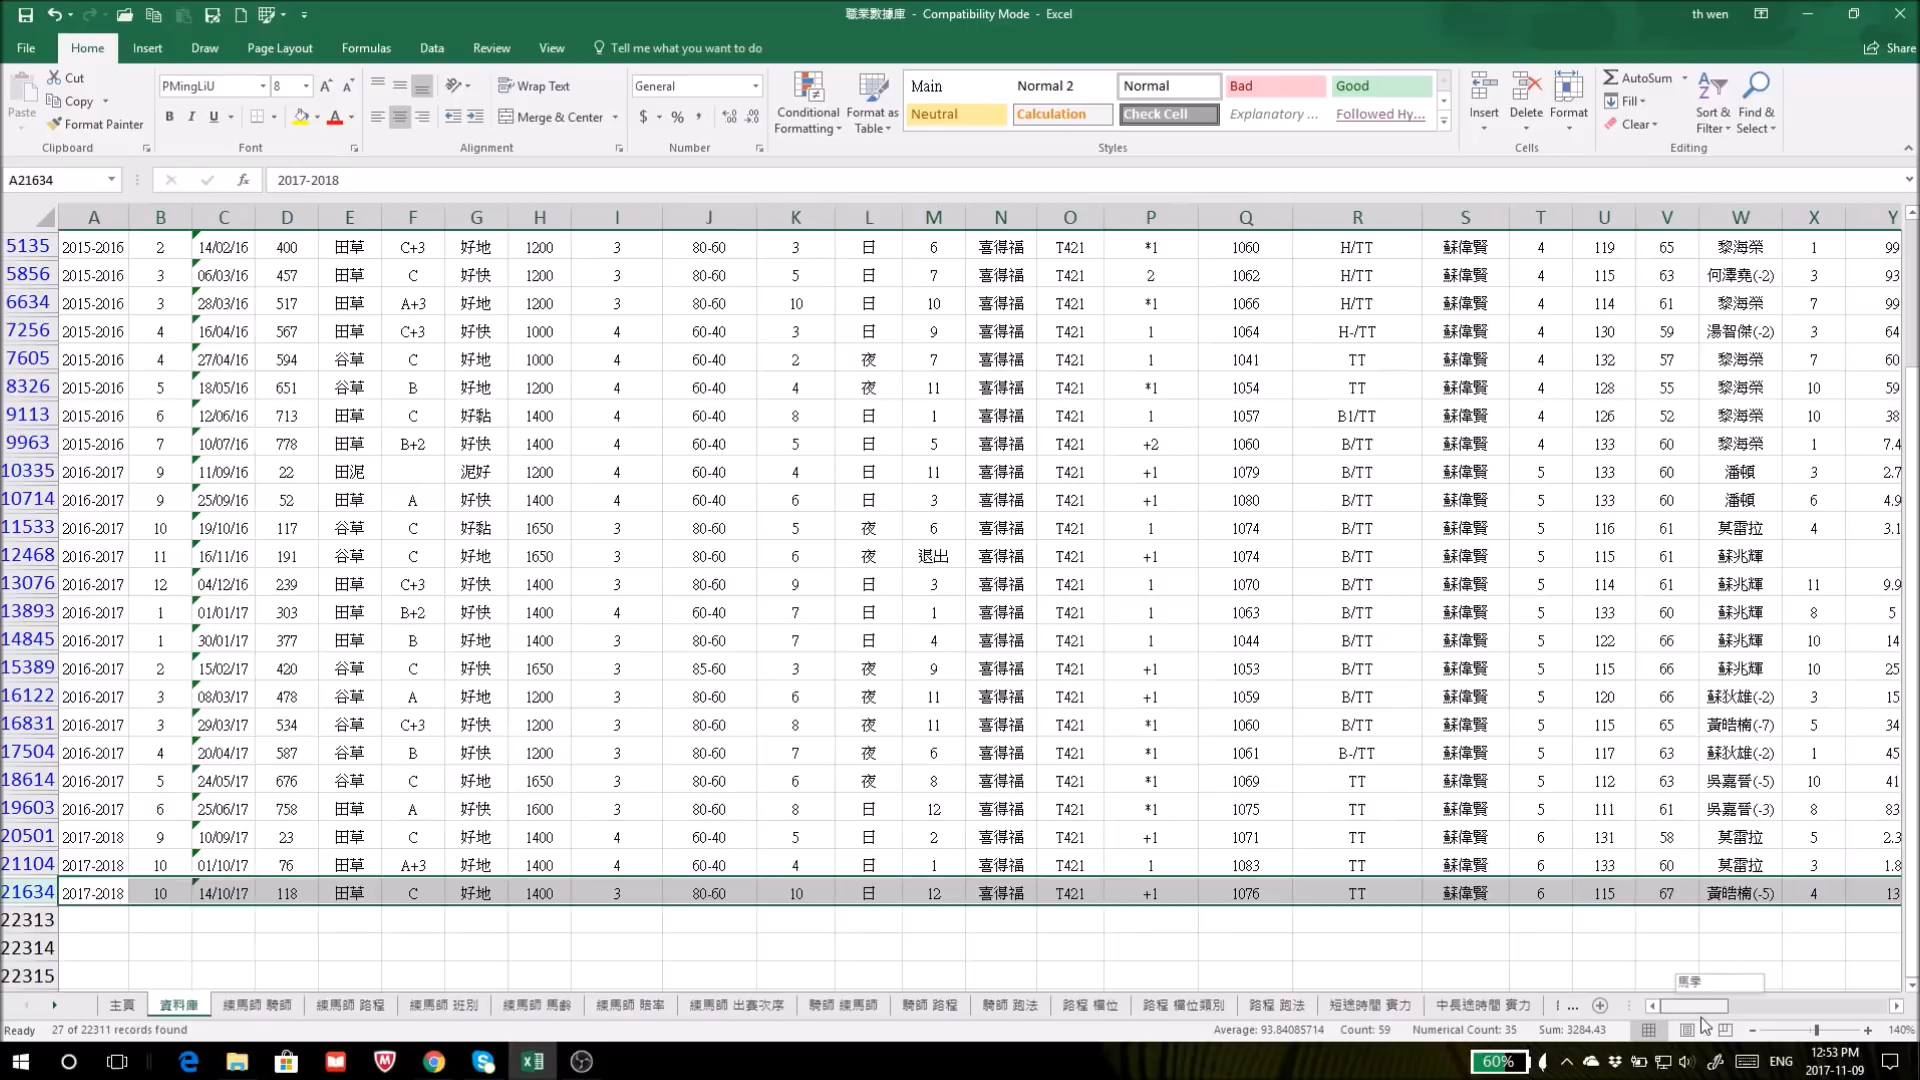 職業數據庫 - Compatibility Mode - Excel
th wen
File Home Insert Draw Page Layout Formulas Data Review View Tell me what you want to do Share
Cut
Copy
Format Painter
Paste
Clipboard
PMingLiU 8
Font
Wrap Text
Merge & Center
Alignment
General
Number
Conditional Formatting
Format as Table
Main Normal 2 Normal Bad Good
Neutral Calculation Check Cell Explanatory ... Followed Hy...
Styles
Insert Delete Format
Cells
AutoSum
Fill
Clear
Sort & Filter
Find & Select
Editing
A21634 fx 2017-2018
A B C D E F G H I J K L M N O P Q R S T U V W X Y
5135 2015-2016 2 14/02/16 400 田草 C+3 好地 1200 3 80-60 3 日 6 喜得福 T421 *1 1060 H/TT 蘇偉賢 4 119 65 黎海榮 1 99
5856 2015-2016 3 06/03/16 457 田草 C 好快 1200 3 80-60 5 日 7 喜得福 T421 2 1062 H/TT 蘇偉賢 4 115 63 何澤堯(-2) 3 93
6634 2015-2016 3 28/03/16 517 田草 A+3 好地 1200 3 80-60 10 日 10 喜得福 T421 *1 1066 H/TT 蘇偉賢 4 114 61 黎海榮 7 99
7256 2015-2016 4 16/04/16 567 田草 C+3 好快 1000 4 60-40 3 日 9 喜得福 T421 1 1064 H-/TT 蘇偉賢 4 130 59 湯智傑(-2) 3 64
7605 2015-2016 4 27/04/16 594 谷草 C 好地 1000 4 60-40 2 夜 7 喜得福 T421 1 1041 TT 蘇偉賢 4 132 57 黎海榮 7 60
8326 2015-2016 5 18/05/16 651 谷草 B 好地 1200 4 60-40 4 夜 11 喜得福 T421 *1 1054 TT 蘇偉賢 4 128 55 黎海榮 10 59
9113 2015-2016 6 12/06/16 713 田草 C 好黏 1400 4 60-40 8 日 1 喜得福 T421 1 1057 B1/TT 蘇偉賢 4 126 52 黎海榮 10 38
9963 2015-2016 7 10/07/16 778 田草 B+2 好快 1400 4 60-40 5 日 5 喜得福 T421 +2 1060 B/TT 蘇偉賢 4 133 60 黎海榮 1 7.4
10335 2016-2017 9 11/09/16 22 田泥 泥好 1200 4 60-40 4 日 11 喜得福 T421 +1 1079 B/TT 蘇偉賢 5 133 60 潘頓 3 2.7
10714 2016-2017 9 25/09/16 52 田草 A 好快 1400 4 60-40 6 日 3 喜得福 T421 +1 1080 B/TT 蘇偉賢 5 133 60 潘頓 6 4.9
11533 2016-2017 10 19/10/16 117 谷草 C 好黏 1650 3 80-60 5 夜 6 喜得福 T421 1 1074 B/TT 蘇偉賢 5 116 61 莫雷拉 4 3.1
12468 2016-2017 11 16/11/16 191 谷草 C 好地 1650 3 80-60 6 夜 退出 喜得福 T421 +1 1074 B/TT 蘇偉賢 5 115 61 蘇兆輝
13076 2016-2017 12 04/12/16 239 田草 C+3 好快 1400 3 80-60 9 日 3 喜得福 T421 1 1070 B/TT 蘇偉賢 5 114 61 蘇兆輝 11 9.9
13893 2016-2017 1 01/01/17 303 田草 B+2 好快 1400 4 60-40 7 日 1 喜得福 T421 1 1063 B/TT 蘇偉賢 5 133 60 蘇兆輝 8 5
14845 2016-2017 1 30/01/17 377 田草 B 好地 1400 3 80-60 7 日 4 喜得福 T421 1 1044 B/TT 蘇偉賢 5 122 66 蘇兆輝 10 14
15389 2016-2017 2 15/02/17 420 谷草 C 好快 1650 3 85-60 3 夜 9 喜得福 T421 +1 1053 B/TT 蘇偉賢 5 115 66 蘇兆輝 10 25
16122 2016-2017 3 08/03/17 478 谷草 A 好地 1200 3 80-60 6 夜 11 喜得福 T421 +1 1059 B/TT 蘇偉賢 5 120 66 蘇狄雄(-2) 3 15
16831 2016-2017 3 29/03/17 534 谷草 C+3 好快 1200 3 80-60 8 夜 11 喜得福 T421 *1 1060 B/TT 蘇偉賢 5 115 65 黃皓楠(-7) 5 34
17504 2016-2017 4 20/04/17 587 谷草 B 好快 1200 3 80-60 7 夜 6 喜得福 T421 *1 1061 B-/TT 蘇偉賢 5 117 63 蘇狄雄(-2) 1 45
18614 2016-2017 5 24/05/17 676 谷草 C 好地 1650 3 80-60 6 夜 8 喜得福 T421 *1 1069 TT 蘇偉賢 5 112 63 吳嘉晉(-5) 10 41
19603 2016-2017 6 25/06/17 758 田草 A 好快 1600 3 80-60 8 日 12 喜得福 T421 *1 1075 TT 蘇偉賢 5 111 61 吳嘉晉(-3) 8 83
20501 2017-2018 9 10/09/17 23 田草 C 好地 1400 4 60-40 5 日 2 喜得福 T421 +1 1071 TT 蘇偉賢 6 131 58 莫雷拉 5 2.3
21104 2017-2018 10 01/10/17 76 田草 A+3 好地 1400 4 60-40 4 日 1 喜得福 T421 1 1083 TT 蘇偉賢 6 133 60 莫雷拉 3 1.8
21634 2017-2018 10 14/10/17 118 田草 C 好地 1400 3 80-60 10 日 12 喜得福 T421 +1 1076 TT 蘇偉賢 6 115 67 黃皓楠(-5) 4 13
22313
22314
22315
馬季
主頁 資料庫 練馬師 騎師 練馬師 路程 練馬師 班別 練馬師 馬齡 練馬師 賠率 練馬師 出賽次序 騎師 練馬師 騎師 路程 騎師 跑法 路程 檔位 路程 檔位類別 路程 跑法 短途時間 實力 中長途時間 實力 ...
Ready 27 of 22311 records found Average: 93.84085714 Count: 59 Numerical Count: 35 Sum: 3284.43 140%
60% ENG 12:53 PM
2017-11-09